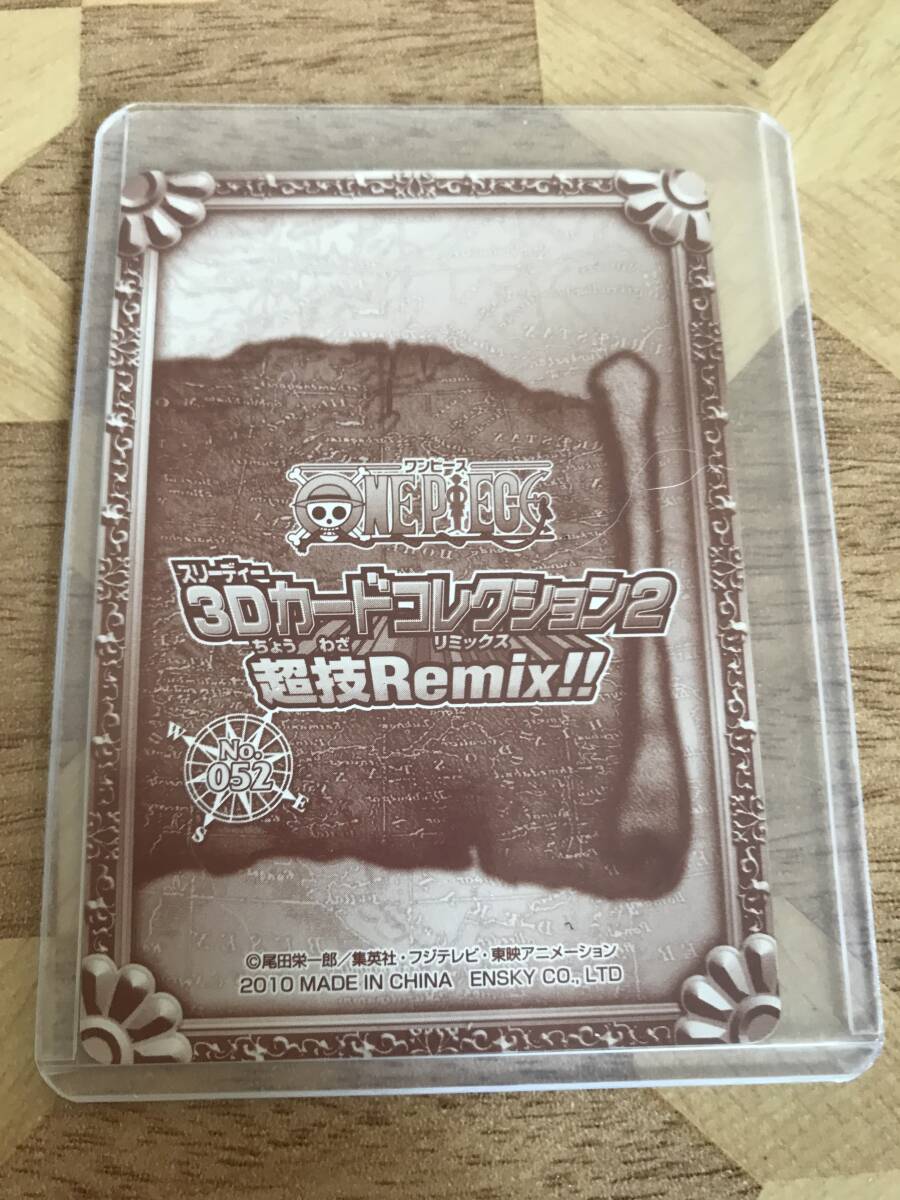 ワンピース
ONE PIECE
スリーディー
3Dカードコレクション2
ちょう わざ リミックス
超技Remix!!
W
No.
052
E
S
©尾田栄一郎／集英社・フジテレビ・東映アニメーション
2010 MADE IN CHINA ENSKY CO., LTD